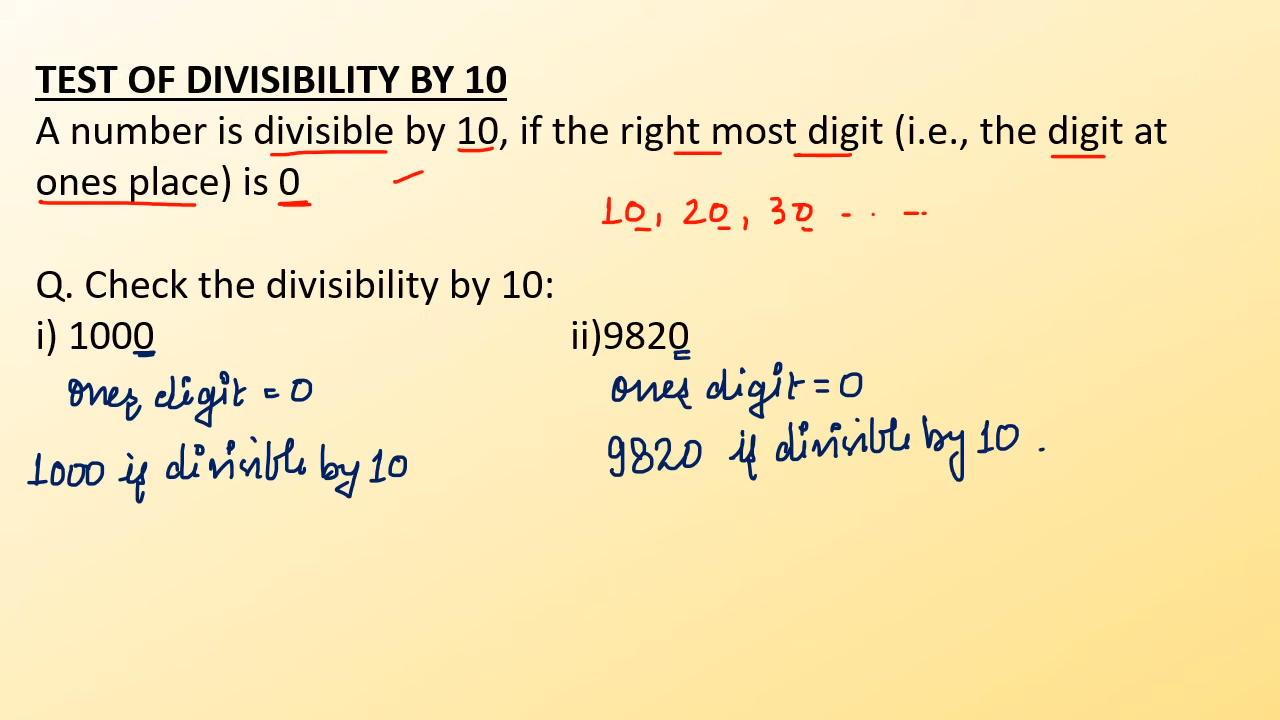 TEST OF DIVISIBILITY BY 10
A number is divisible by 10, if the right most digit (i.e., the digit at
ones place) is 0
10, 20, 30 - . - .
Q. Check the divisibility by 10:
i) 1000
ii)9820
ones digit = 0
ones digit = 0
1000 is divisible by 10
9820 is divisible by 10 .